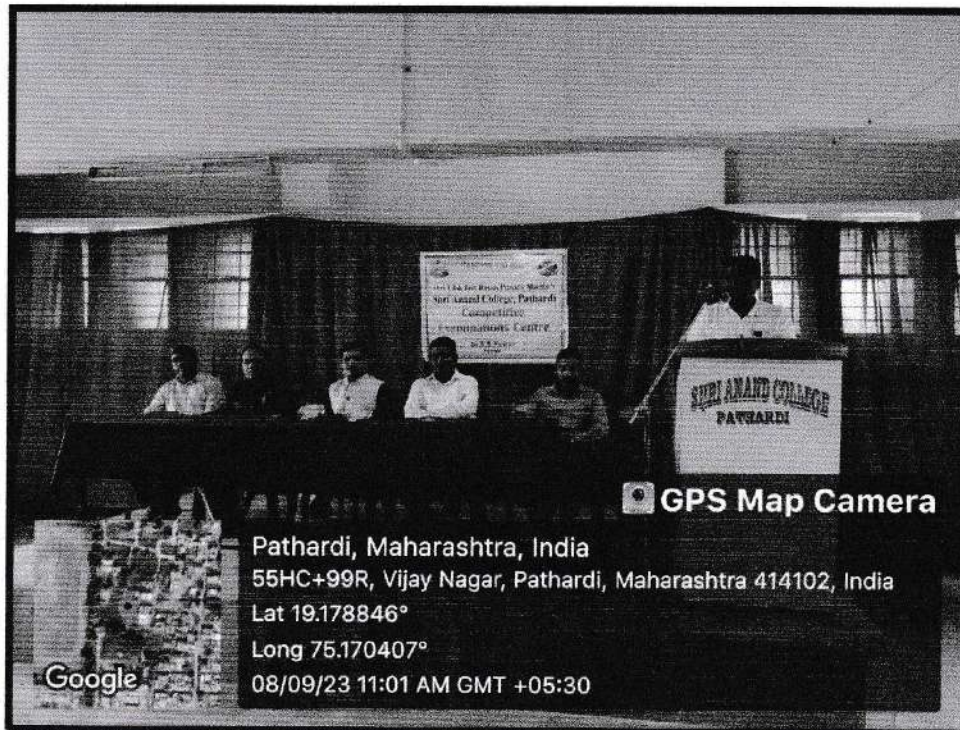 Shri Anand College, Pathardi
Competitive
Examinations Centre
SHRI ANAND COLLEGE
PATHARDI
GPS Map Camera
Pathardi, Maharashtra, India
55HC+99R, Vijay Nagar, Pathardi, Maharashtra 414102, India
Lat 19.178846°
Long 75.170407°
08/09/23 11:01 AM GMT +05:30
Google